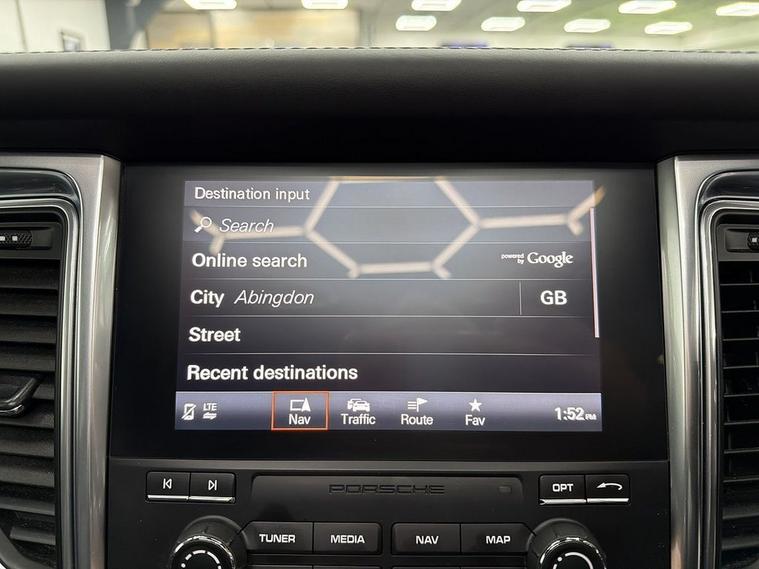 Destination input
Search
Online search powered by Google
City Abingdon GB
Street
Recent destinations
LTE
Nav Traffic Route Fav 1:52PM
PORSCHE OPT
TUNER MEDIA NAV MAP